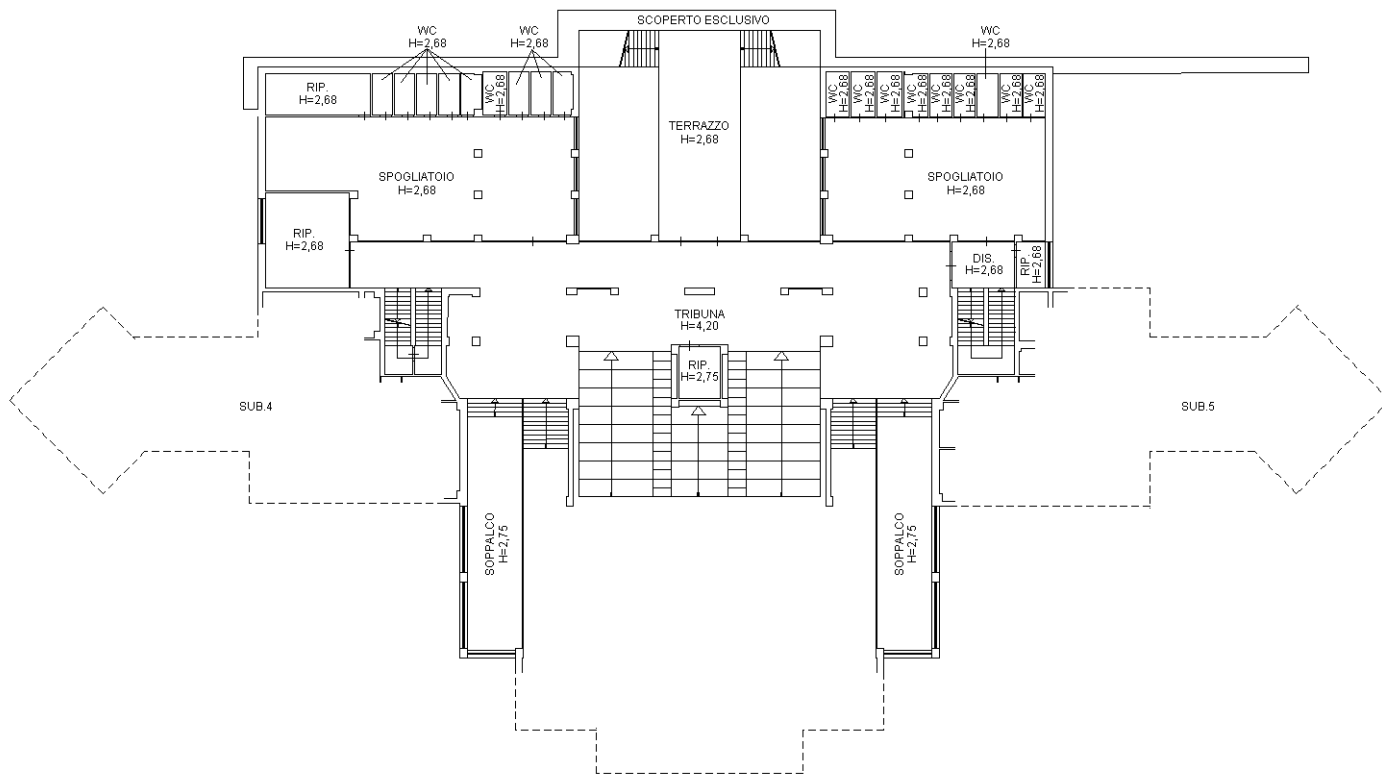 SCOPERTO ESCLUSIVO
WC
H=2,68
WC
H=2,68
WC
H=2,68
RIP.
H=2,68
WC
H=2,68
WC
H=2,68
WC
H=2,68
WC
H=2,68
WC
H=2,68
WC
H=2,68
WC
H=2,68
WC
H=2,68
WC
H=2,68
TERRAZZO
H=2,68
SPOGLIATOIO
H=2,68
SPOGLIATOIO
H=2,68
RIP.
H=2,68
DIS.
H=2,68
RIP.
H=2,68
TRIBUNA
H=4,20
RIP.
H=2,75
SUB.4
SUB.5
SOPPALCO
H=2,75
SOPPALCO
H=2,75